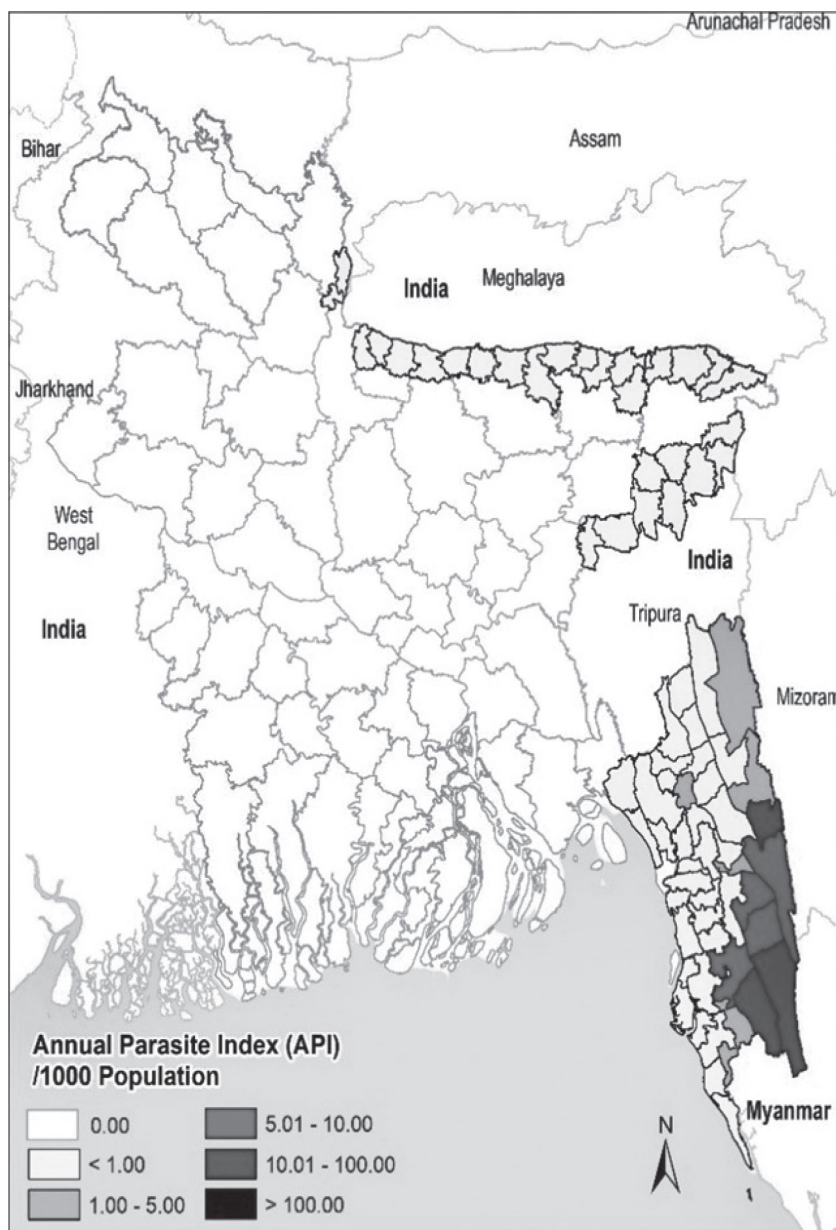 Arunachal Pradesh
Bihar
Assam
India
Meghalaya
Jharkhand
West
Bengal
India
India
Tripura
Mizoram
Annual Parasite Index (API)
/1000 Population
0.00
5.01 - 10.00
< 1.00
10.01 - 100.00
1.00 - 5.00
> 100.00
N
Myanmar